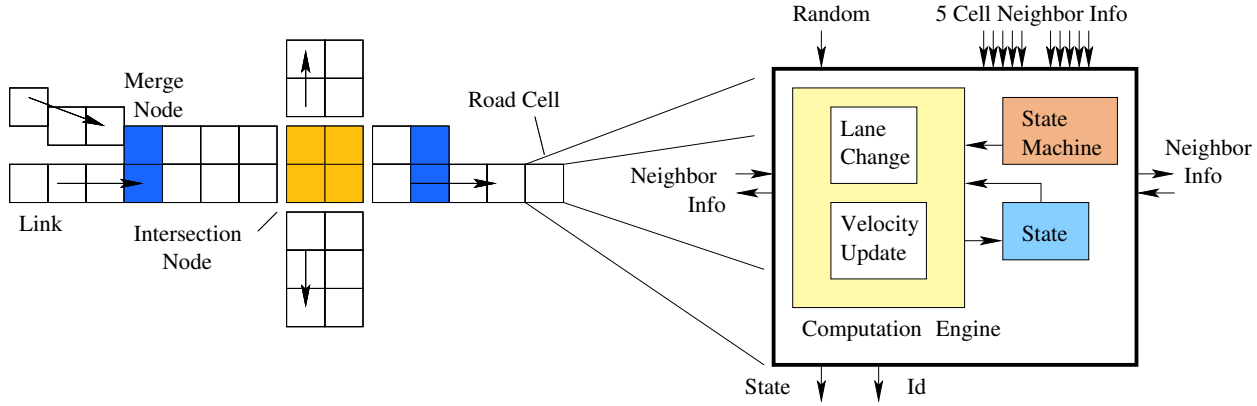 Random
5 Cell Neighbor Info
Merge
Node
Road Cell
Lane
Change
State
Machine
Neighbor
Info
Neighbor
Info
Link
Intersection
Node
Velocity
Update
State
Computation Engine
State
Id